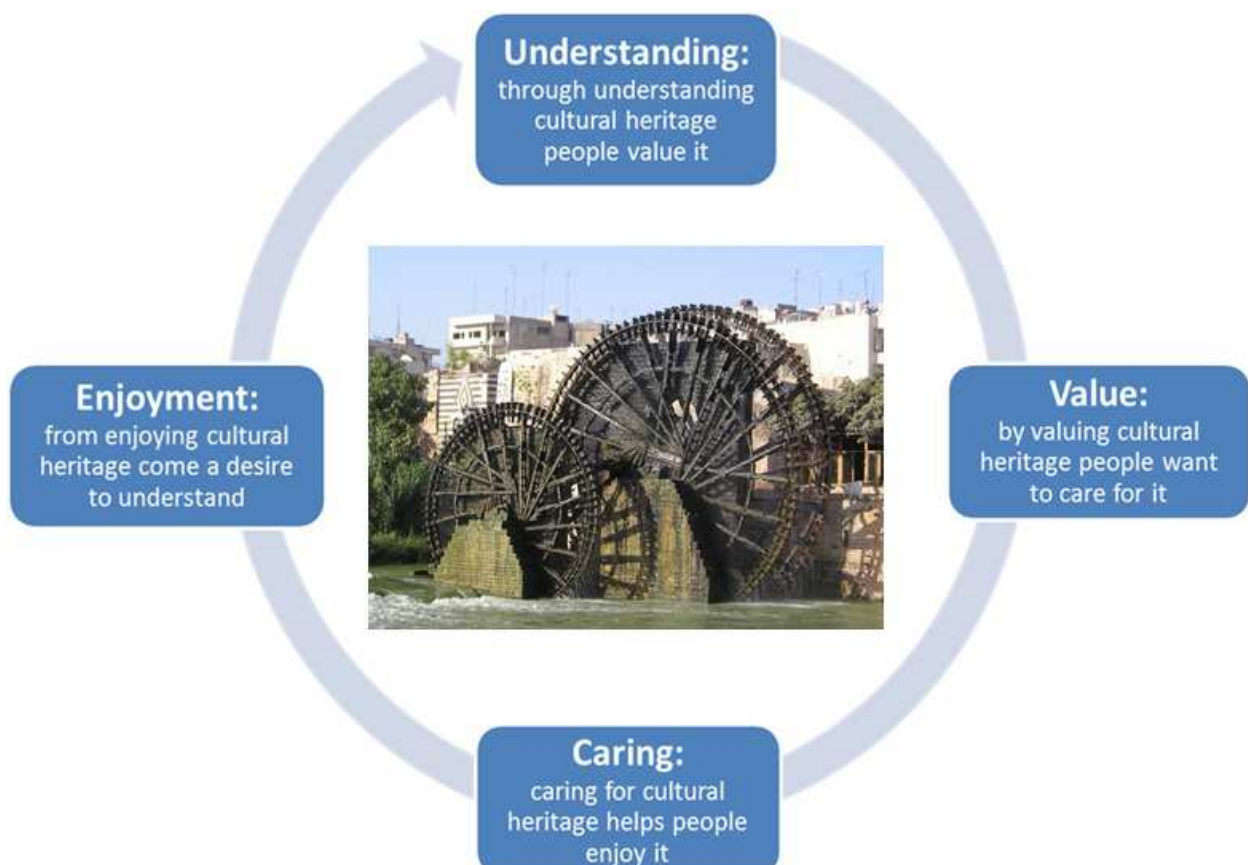 Understanding:
through understanding
cultural heritage
people value it
Value:
by valuing cultural
heritage people want
to care for it
Caring:
caring for cultural
heritage helps people
enjoy it
Enjoyment:
from enjoying cultural
heritage come a desire
to understand